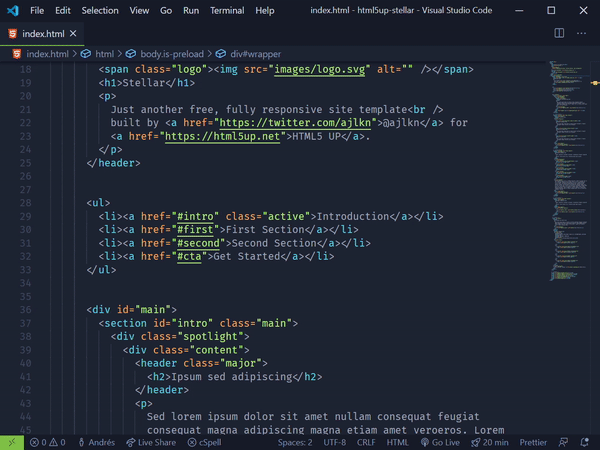 File Edit Selection View Go Run Terminal Help index.html - html5up-stellar - Visual Studio Code
index.html
index.html > html > body.is-preload > div#wrapper
18 <span class="logo"><img src="images/logo.svg" alt="" /></span>
19 <h1>Stellar</h1>
20 <p>
21 Just another free, fully responsive site template<br />
22 built by <a href="https://twitter.com/ajlkn">@ajlkn</a> for
23 <a href="https://html5up.net">HTML5 UP</a>.
24 </p>
25 </header>
26
27
28 <ul>
29 <li><a href="#intro" class="active">Introduction</a></li>
30 <li><a href="#first">First Section</a></li>
31 <li><a href="#second">Second Section</a></li>
32 <li><a href="#cta">Get Started</a></li>
33 </ul>
34
35
36 <div id="main">
37 <section id="intro" class="main">
38 <div class="spotlight">
39 <div class="content">
40 <header class="major">
41 <h2>Ipsum sed adipiscing</h2>
42 </header>
43 <p>
44 Sed lorem ipsum dolor sit amet nullam consequat feugiat
45 consequat magna adipiscing magna etiam amet veroeros. Lorem
0 0 Andrés Live Share cSpell Spaces: 2 UTF-8 CRLF HTML Go Live 20 min Prettier